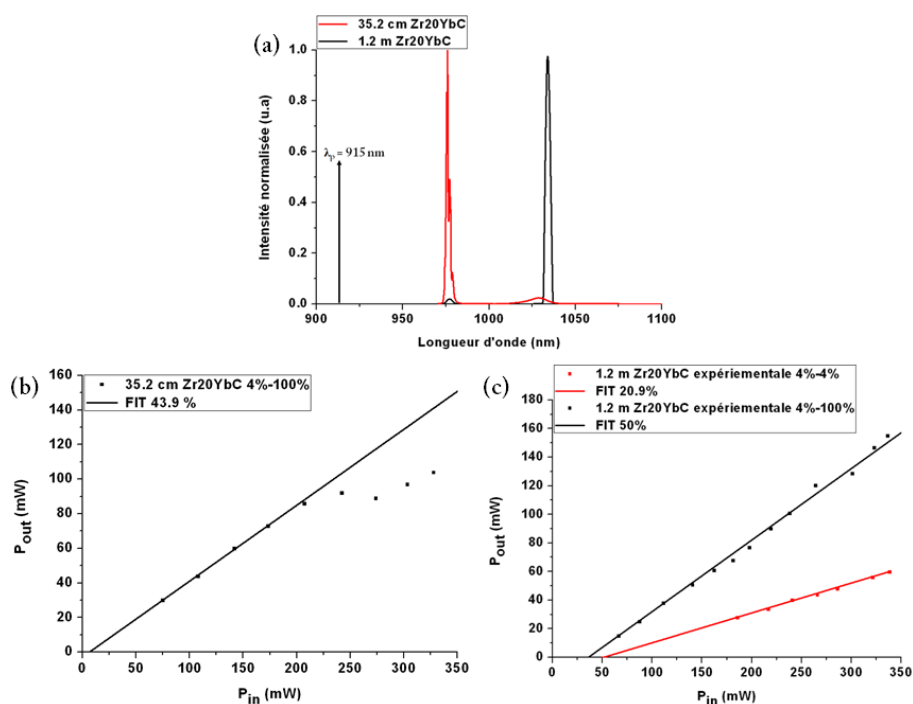 (a)
35.2 cm Zr20YbC
1.2 m Zr20YbC
Intensité normalisée (u.a)
1.0
0.8
0.6
0.4
0.2
0.0
λp = 915 nm
900 950 1000 1050 1100
Longueur d'onde (nm)
(b)
35.2 cm Zr20YbC 4%-100%
FIT 43.9 %
Pout (mW)
160
140
120
100
80
60
40
20
0
0 50 100 150 200 250 300 350
Pin (mW)
(c)
1.2 m Zr20YbC expériementale 4%-4%
FIT 20.9%
1.2 m Zr20YbC expériementale 4%-100%
FIT 50%
Pout (mW)
180
160
140
120
100
80
60
40
20
0
0 50 100 150 200 250 300 350
Pin (mW)